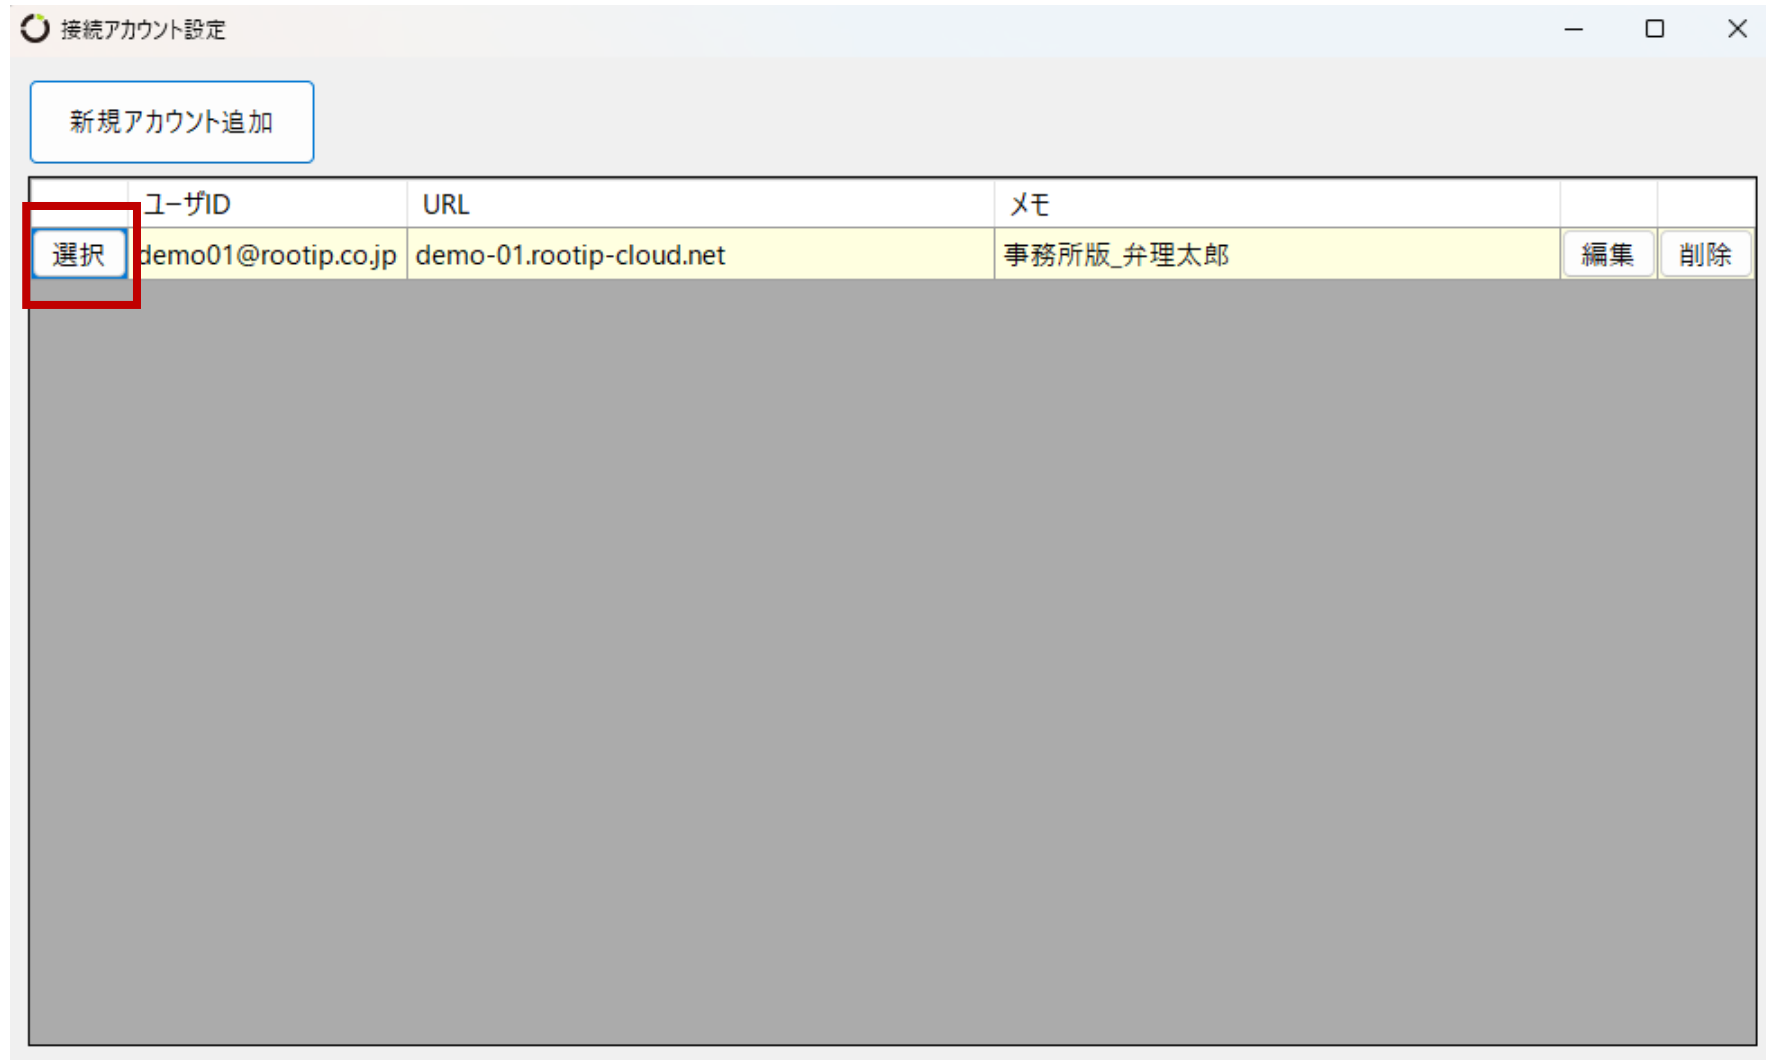 接続アカウント設定
新規アカウント追加
ユーザID URL メモ
選択 demo01@rootip.co.jp demo-01.rootip-cloud.net 事務所版_弁理太郎 編集 削除